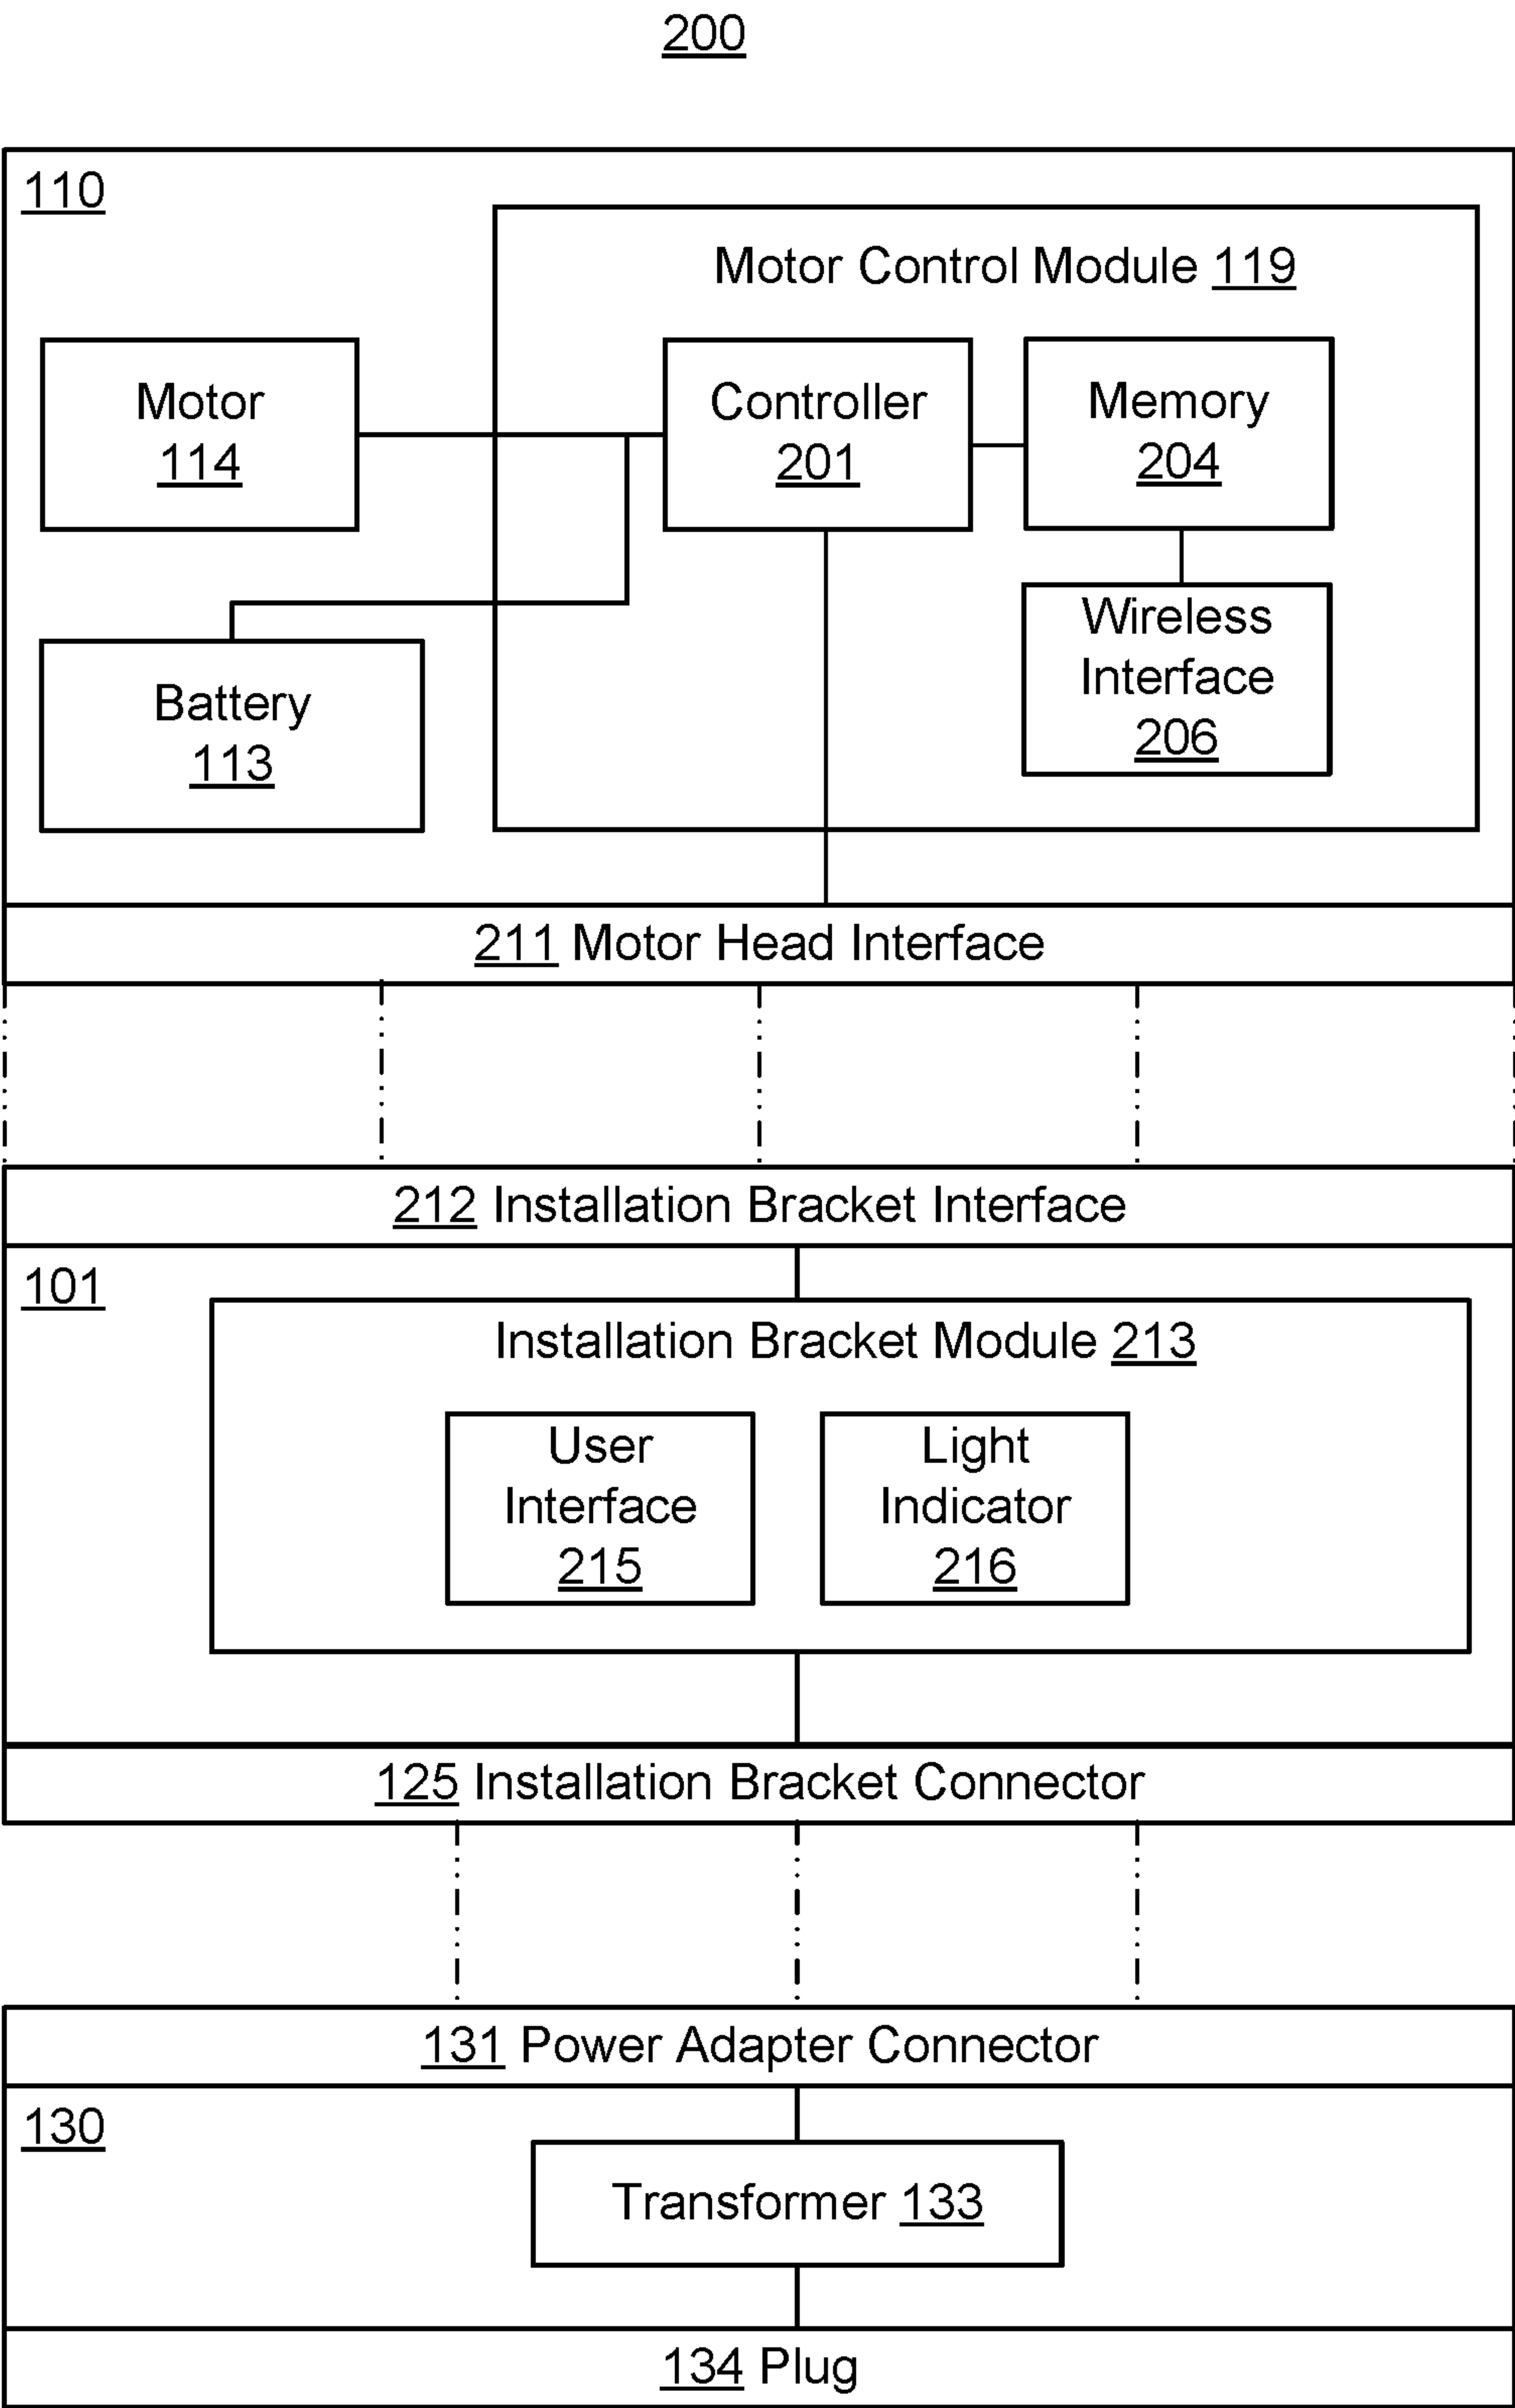 200
110
Motor Control Module 119
Motor
114
Controller
201
Memory
204
Battery
113
Wireless
Interface
206
211 Motor Head Interface
212 Installation Bracket Interface
101
Installation Bracket Module 213
User
Interface
215
Light
Indicator
216
125 Installation Bracket Connector
131 Power Adapter Connector
130
Transformer 133
134 Plug